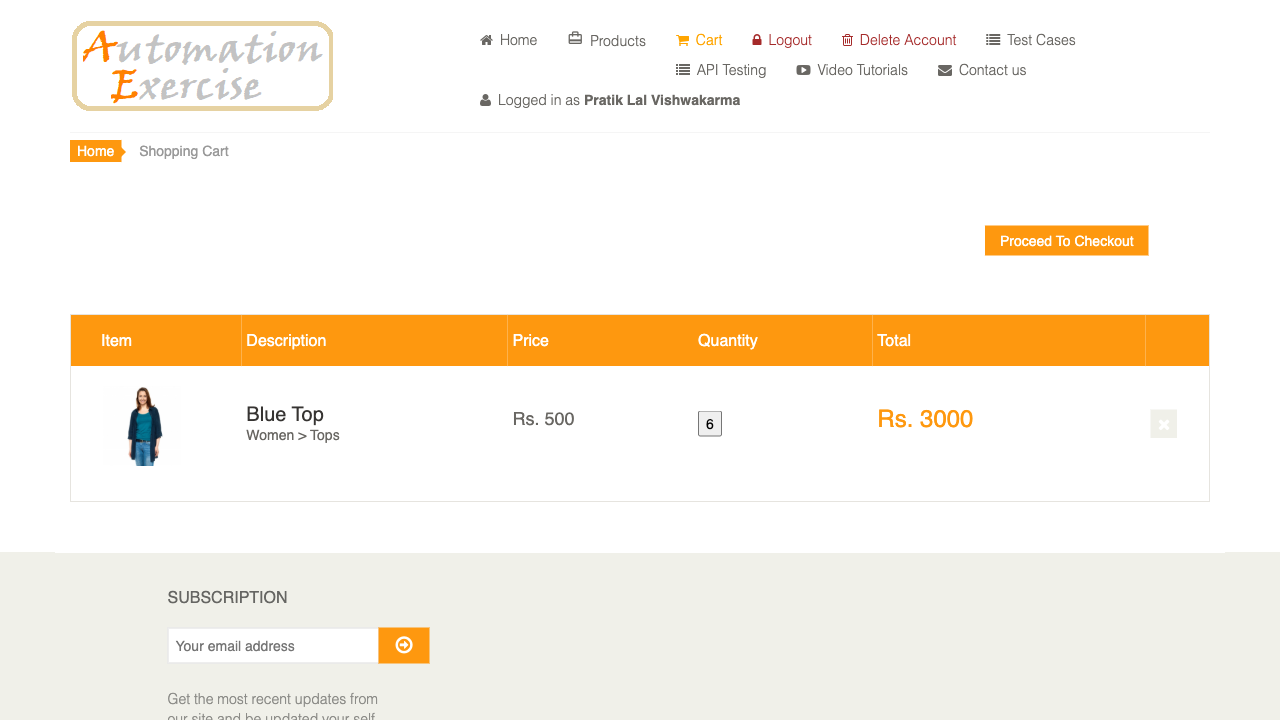 Automation
Exercise
Home Products Cart Logout Delete Account Test Cases
API Testing Video Tutorials Contact us
Logged in as Pratik Lal Vishwakarma
Home Shopping Cart
Proceed To Checkout
Item Description Price Quantity Total
Blue Top
Women > Tops
Rs. 500
6
Rs. 3000
SUBSCRIPTION
Your email address
Get the most recent updates from
our site and be updated your self